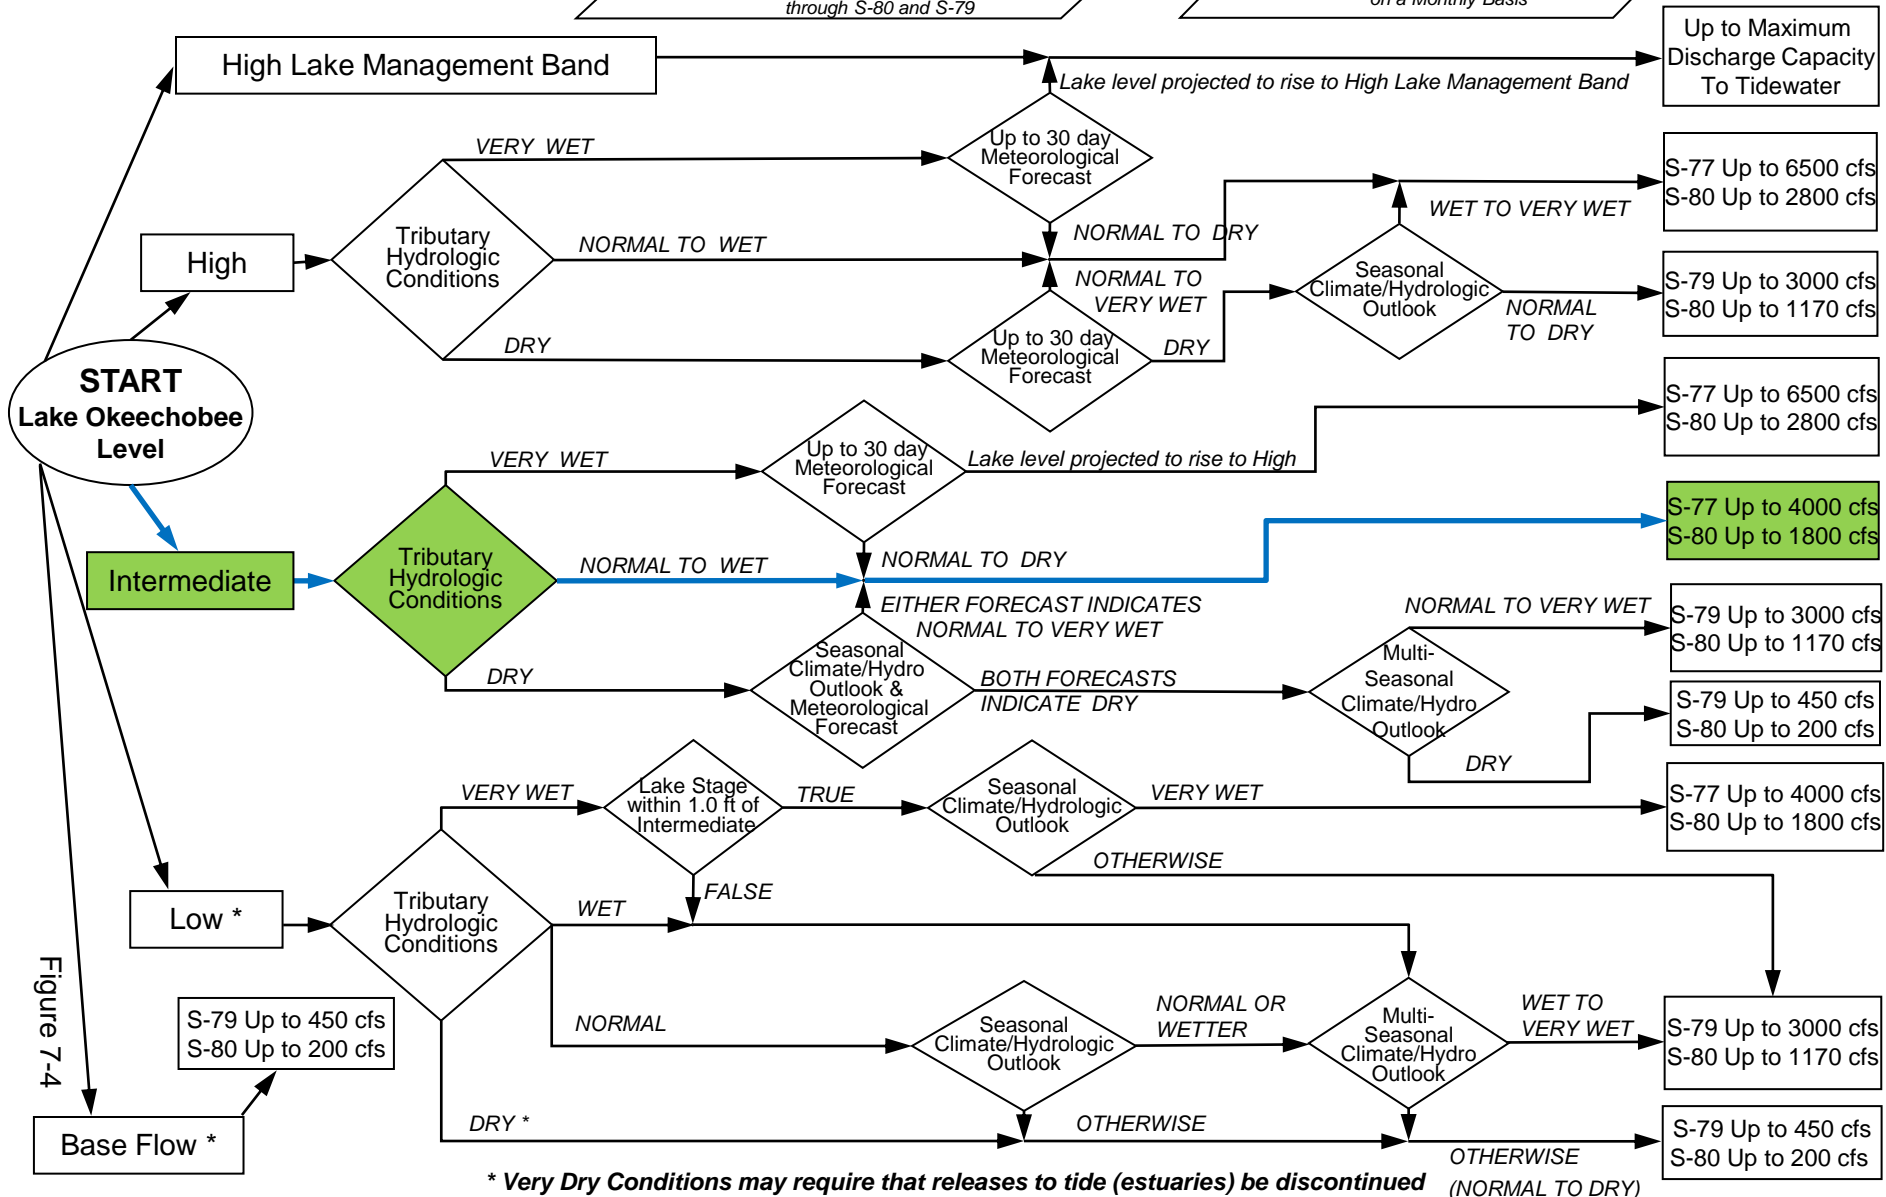 through S-80 and S-79
on a Monthly Basis
High Lake Management Band
Up to Maximum
Discharge Capacity
To Tidewater
Lake level projected to rise to High Lake Management Band
VERY WET
Up to 30 day
Meteorological
Forecast
S-77 Up to 6500 cfs
S-80 Up to 2800 cfs
WET TO VERY WET
High
Tributary
Hydrologic
Conditions
NORMAL TO WET
NORMAL TO DRY
NORMAL TO
VERY WET
Seasonal
Climate/Hydrologic
Outlook
NORMAL
TO DRY
S-79 Up to 3000 cfs
S-80 Up to 1170 cfs
DRY
Up to 30 day
Meteorological
Forecast
DRY
START
Lake Okeechobee
Level
S-77 Up to 6500 cfs
S-80 Up to 2800 cfs
VERY WET
Up to 30 day
Meteorological
Forecast
Lake level projected to rise to High
S-77 Up to 4000 cfs
S-80 Up to 1800 cfs
Intermediate
Tributary
Hydrologic
Conditions
NORMAL TO WET
NORMAL TO DRY
EITHER FORECAST INDICATES
NORMAL TO VERY WET
NORMAL TO VERY WET
S-79 Up to 3000 cfs
S-80 Up to 1170 cfs
DRY
Seasonal
Climate/Hydro
Outlook &
Meteorological
Forecast
BOTH FORECASTS
INDICATE DRY
Multi-
Seasonal
Climate/Hydro
Outlook
DRY
S-79 Up to 450 cfs
S-80 Up to 200 cfs
VERY WET
Lake Stage
within 1.0 ft of
Intermediate
TRUE
Seasonal
Climate/Hydrologic
Outlook
VERY WET
S-77 Up to 4000 cfs
S-80 Up to 1800 cfs
OTHERWISE
FALSE
Low *
Tributary
Hydrologic
Conditions
WET
NORMAL
Seasonal
Climate/Hydrologic
Outlook
NORMAL OR
WETTER
Multi-
Seasonal
Climate/Hydro
Outlook
WET TO
VERY WET
S-79 Up to 3000 cfs
S-80 Up to 1170 cfs
Figure 7-4
S-79 Up to 450 cfs
S-80 Up to 200 cfs
Base Flow *
DRY *
OTHERWISE
S-79 Up to 450 cfs
S-80 Up to 200 cfs
OTHERWISE
(NORMAL TO DRY)
* Very Dry Conditions may require that releases to tide (estuaries) be discontinued